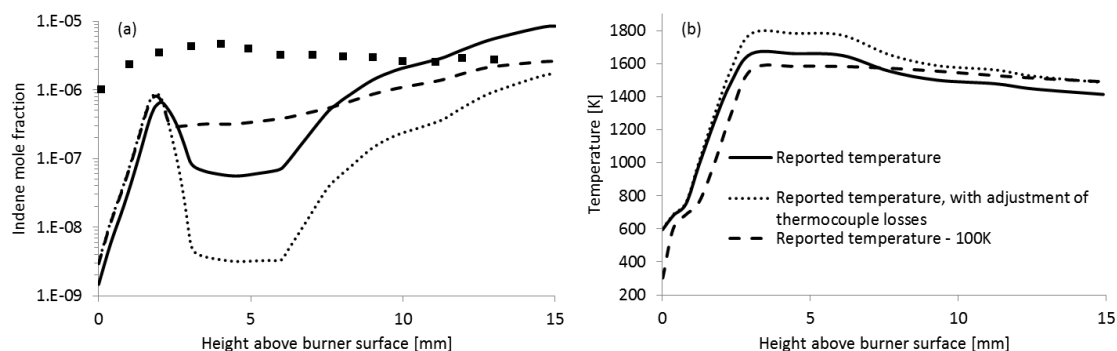 (a)
Indene mole fraction
1.E-05
1.E-06
1.E-07
1.E-08
1.E-09
0 5 10 15
Height above burner surface [mm]
(b)
Temperature [K]
1800
1600
1400
1200
1000
800
600
400
200
Reported temperature
Reported temperature, with adjustment of
thermocouple losses
Reported temperature - 100K
0 5 10 15
Height above burner surface [mm]